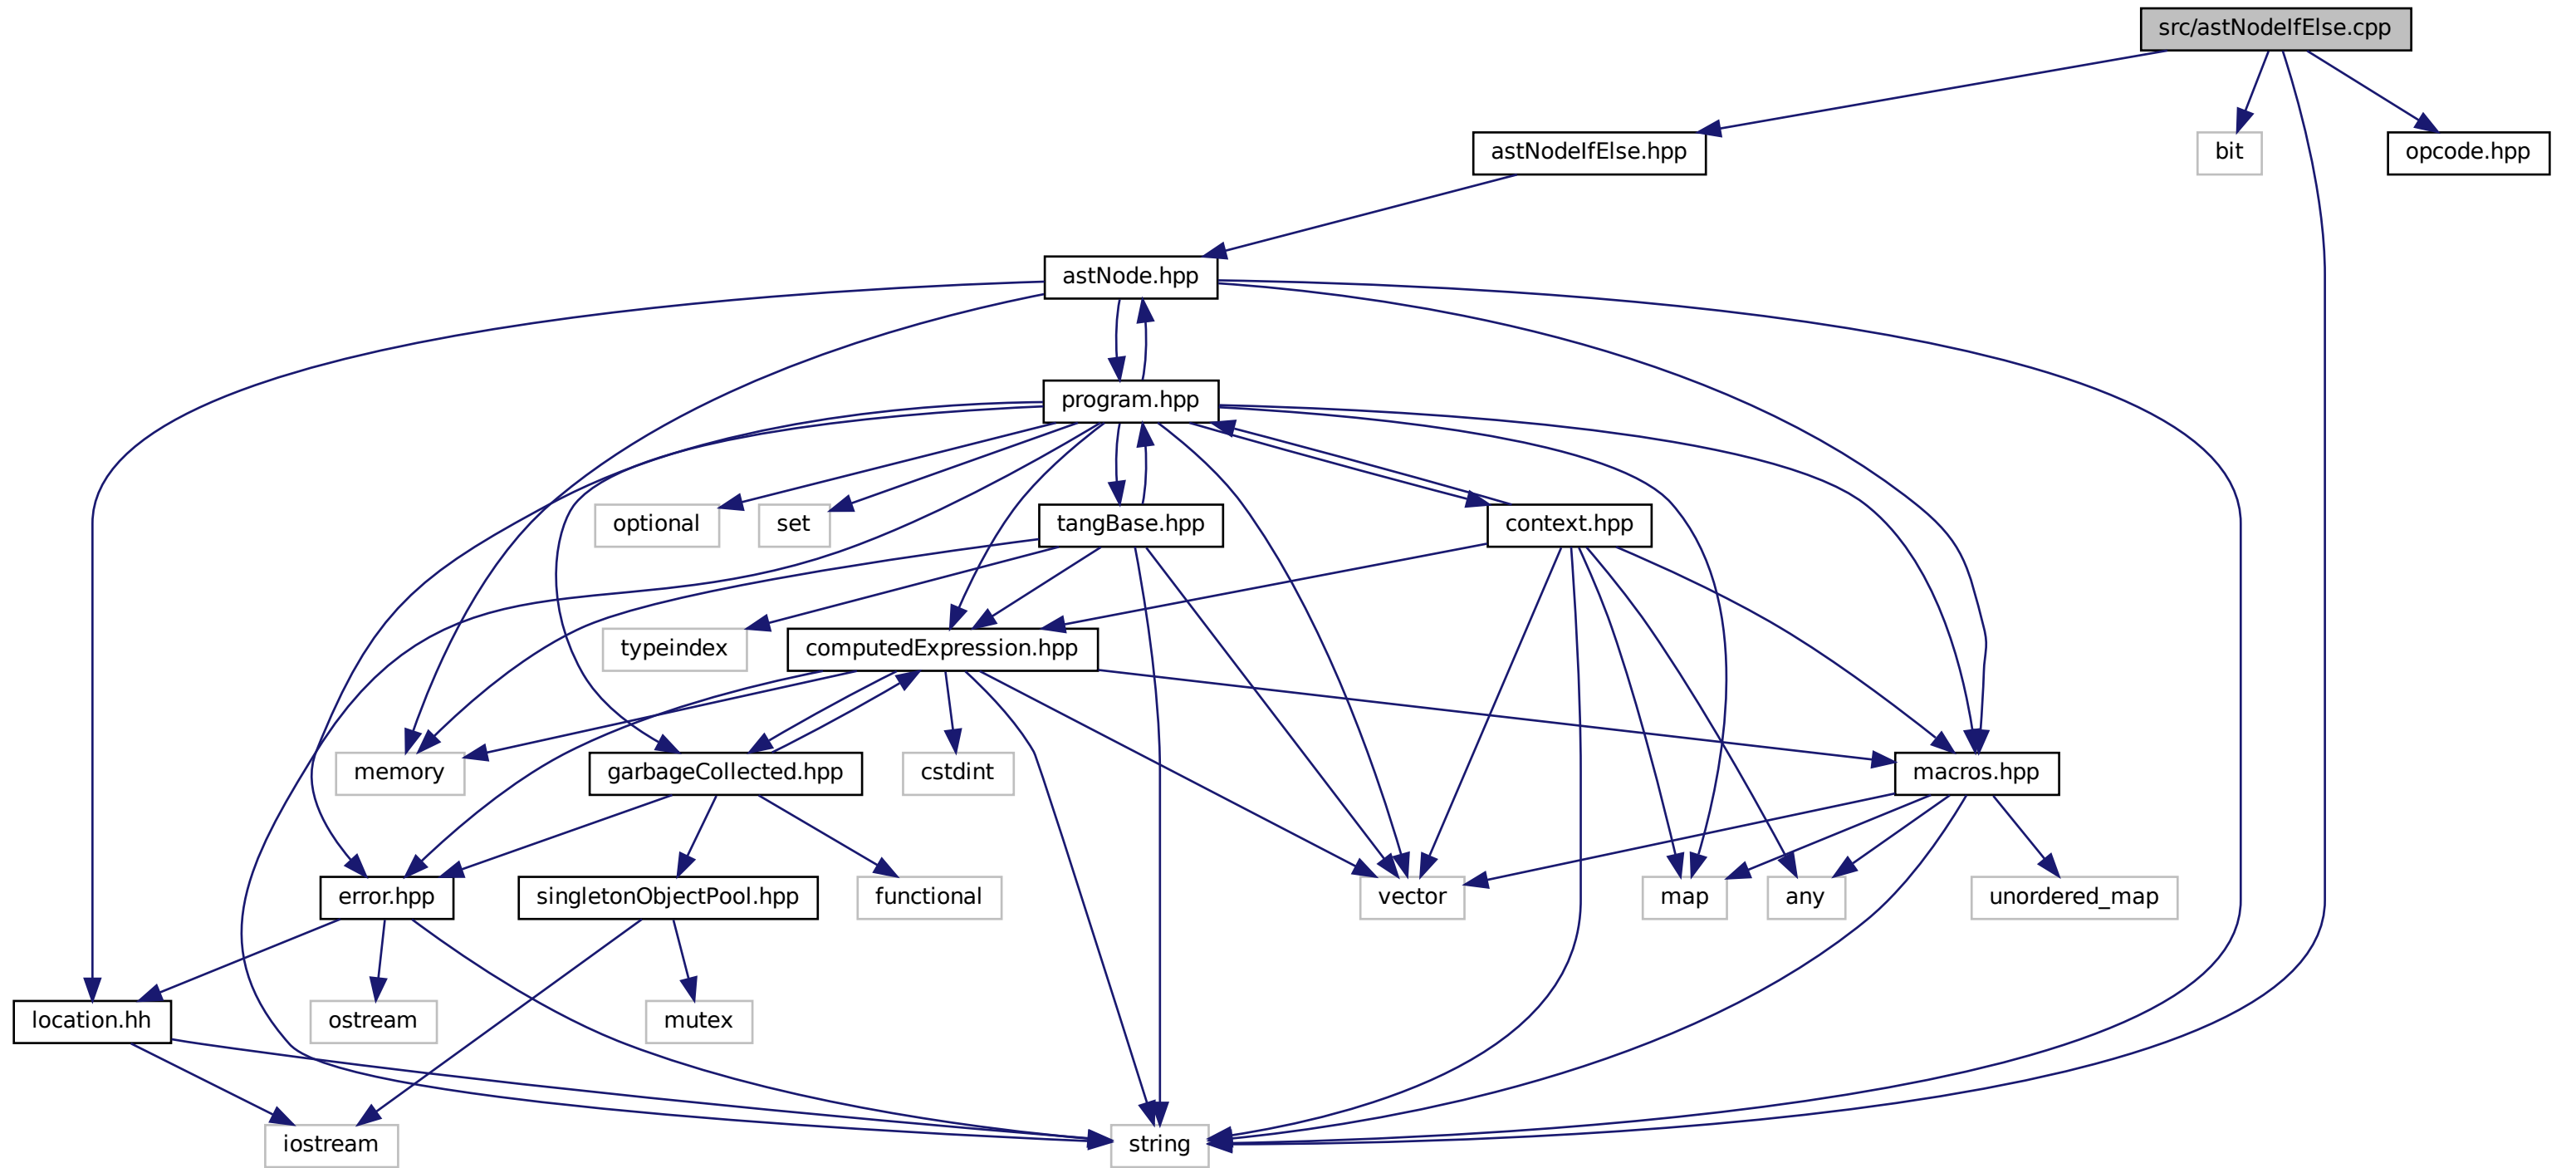 src/astNodeIfElse.cpp
astNodeIfElse.hpp
bit
opcode.hpp
astNode.hpp
program.hpp
optional
set
tangBase.hpp
context.hpp
typeindex
computedExpression.hpp
memory
garbageCollected.hpp
cstdint
macros.hpp
error.hpp
singletonObjectPool.hpp
functional
vector
map
any
unordered_map
location.hh
ostream
mutex
iostream
string